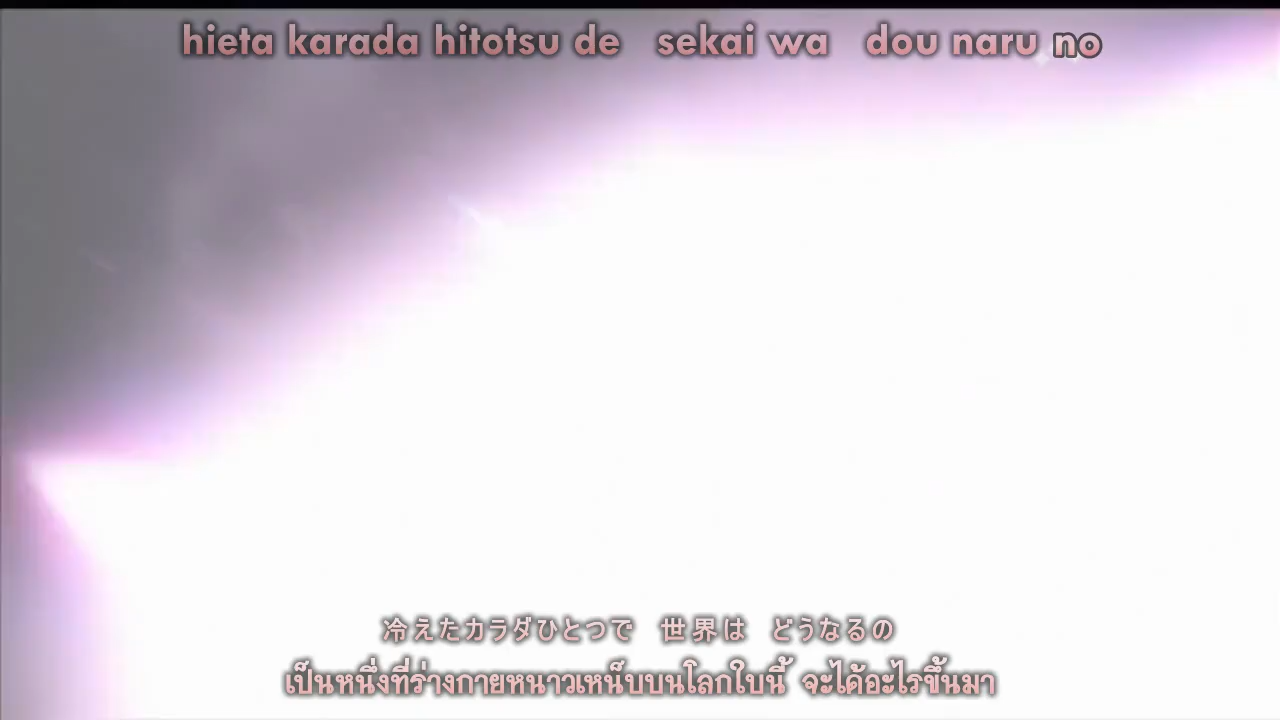 hieta karada hitotsu de sekai wa dou naru no
冷えたカラダひとつで 世界は どうなるの
เป็นหนึ่งที่ร่างกายหนาวเหน็บบนโลกใบนี้ จะได้อะไรขึ้นมา